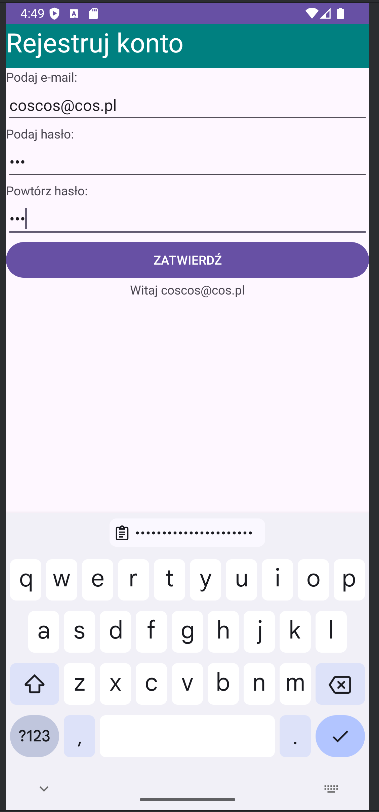 4:49
Rejestruj konto
Podaj e-mail:
coscos@cos.pl
Podaj hasło:
•••
Powtórz hasło:
•••
ZATWIERDŹ
Witaj coscos@cos.pl
••••••••••••••••••••••
q w e r t y u i o p
a s d f g h j k l
z x c v b n m
?123 , .